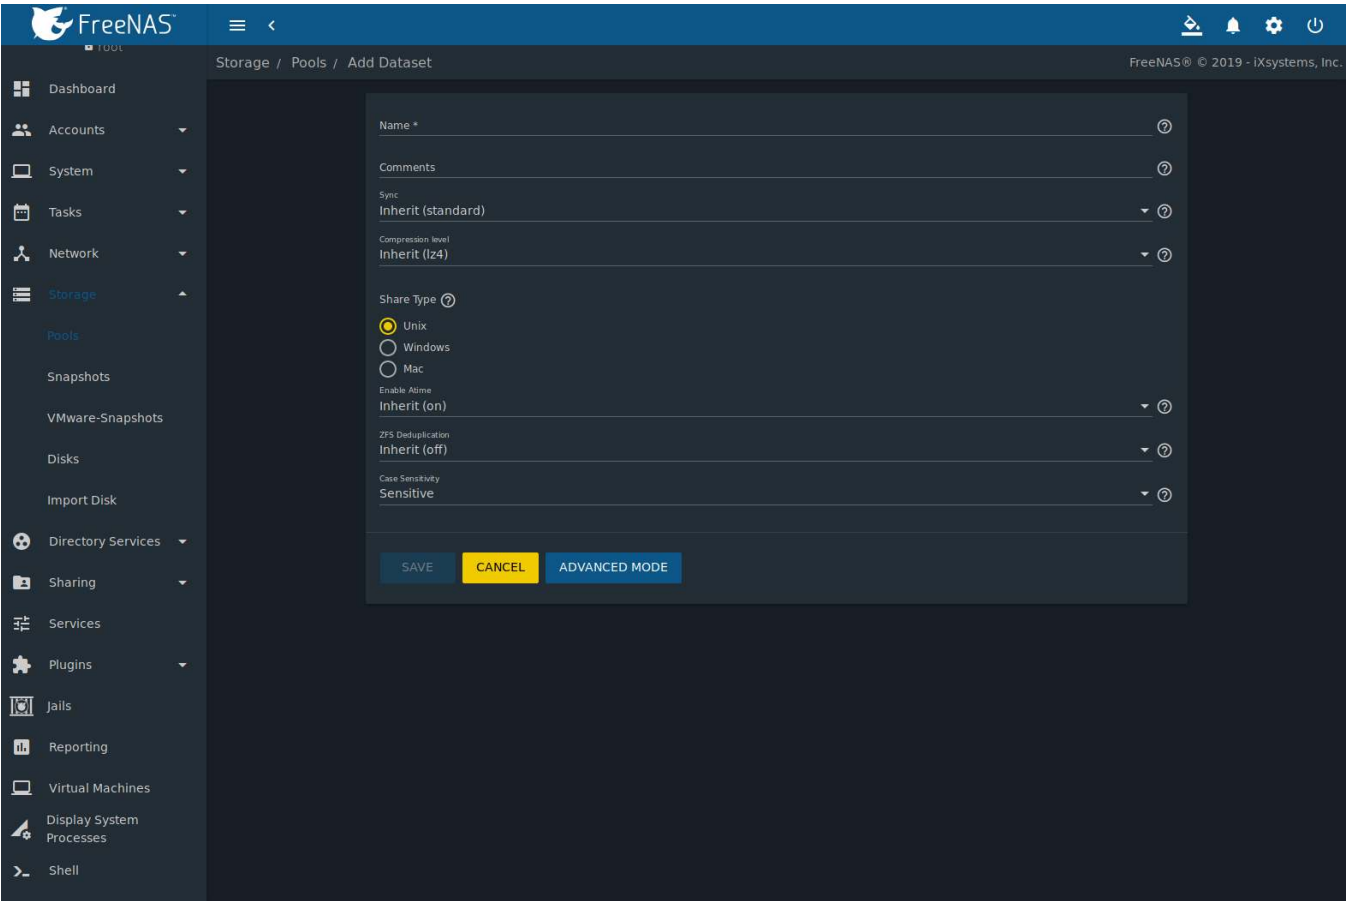 FreeNAS™
root
Storage / Pools / Add Dataset
FreeNAS® © 2019 - iXsystems, Inc.
Dashboard
Accounts
System
Tasks
Network
Storage
Pools
Snapshots
VMware-Snapshots
Disks
Import Disk
Directory Services
Sharing
Services
Plugins
Jails
Reporting
Virtual Machines
Display System
Processes
Shell
Name *
Comments
Sync
Inherit (standard)
Compression level
Inherit (lz4)
Share Type
Unix
Windows
Mac
Enable Atime
Inherit (on)
ZFS Deduplication
Inherit (off)
Case Sensitivity
Sensitive
SAVE CANCEL ADVANCED MODE